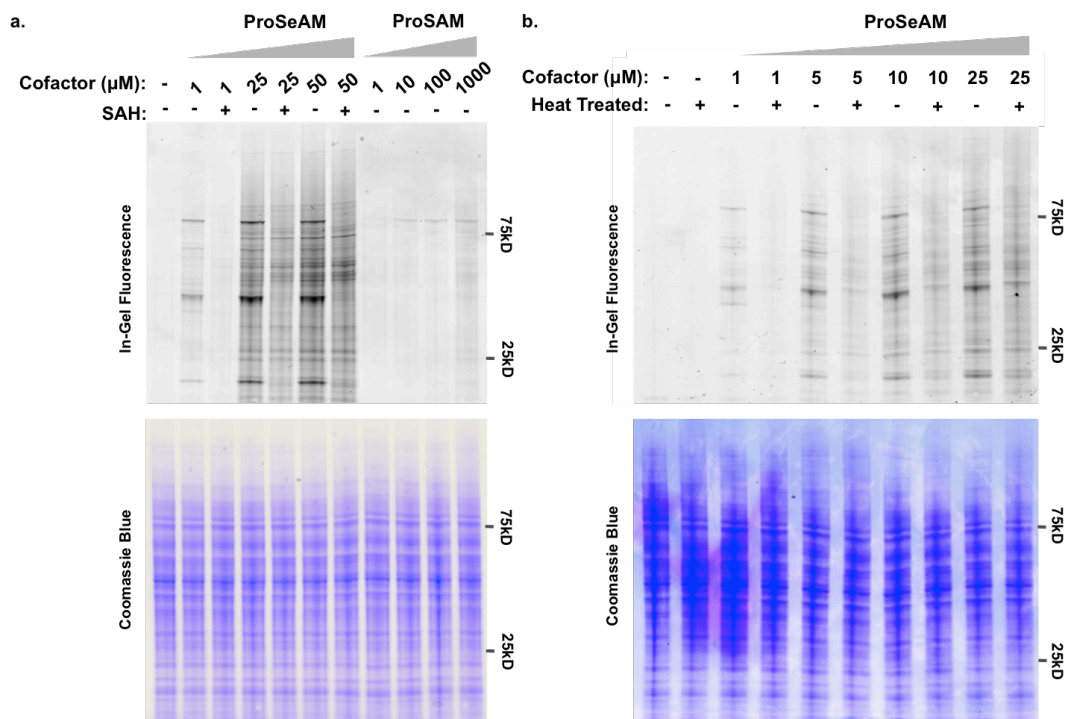 a.
ProSeAM
ProSAM
Cofactor (µM): - 1 1 25 25 50 50 1 10 100 1000
SAH: - - + - + - + - - - -
In-Gel Fluorescence
75kD
25kD
Coomassie Blue
75kD
25kD
b.
ProSeAM
Cofactor (µM): - - 1 1 5 5 10 10 25 25
Heat Treated: - + - + - + - + - +
In-Gel Fluorescence
75kD
25kD
Coomassie Blue
75kD
25kD